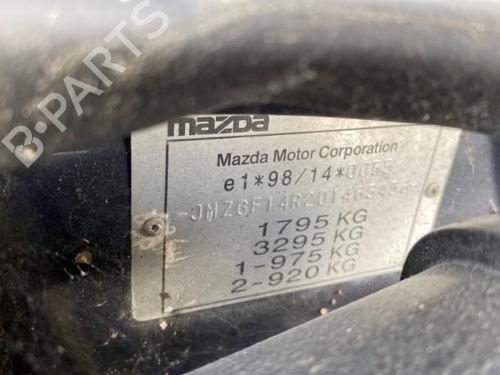 B-PARTS
mazda
Mazda Motor Corporation
e1*98/14*0055
1795 KG
3295 KG
1-975 KG
2-920 KG